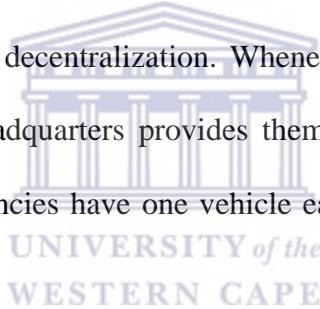 decentralization. Whene
adquarters provides them
ncies have one vehicle ea
UNIVERSITY of the
WESTERN CAPE